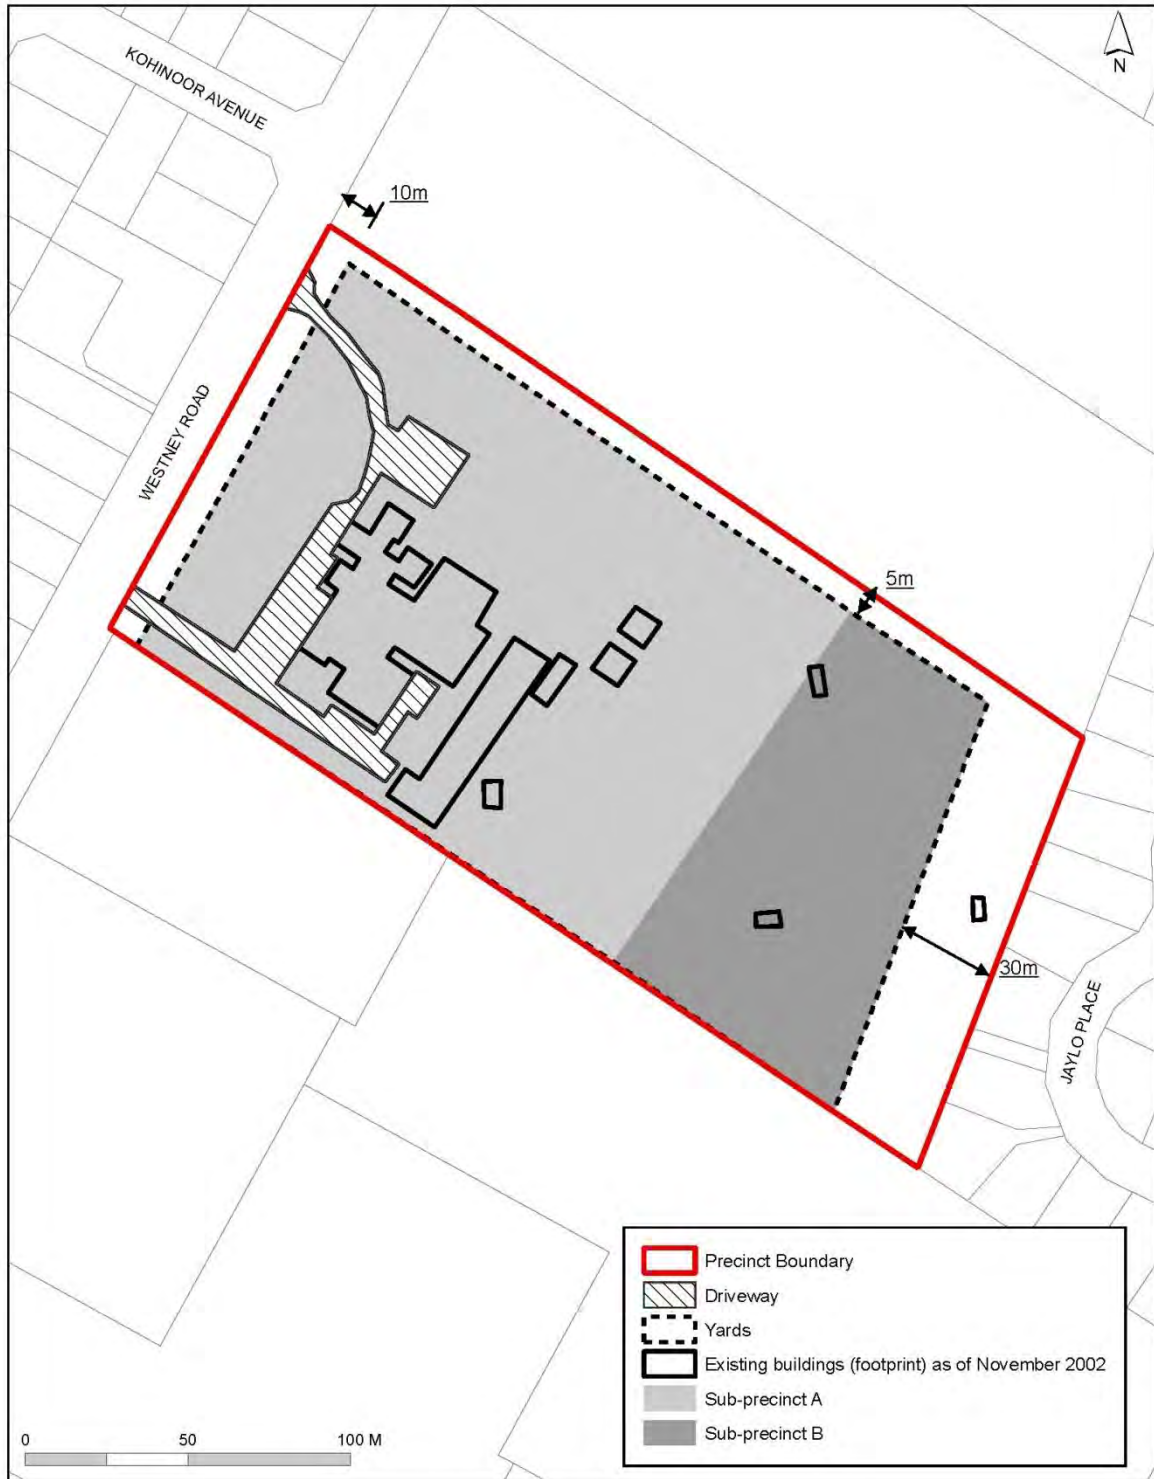 KOHINOOR AVENUE
N
10m
WESTNEY ROAD
5m
30m
JAYLO PLACE
Precinct Boundary
Driveway
Yards
Existing buildings (footprint) as of November 2002
Sub-precinct A
Sub-precinct B
0 50 100 M